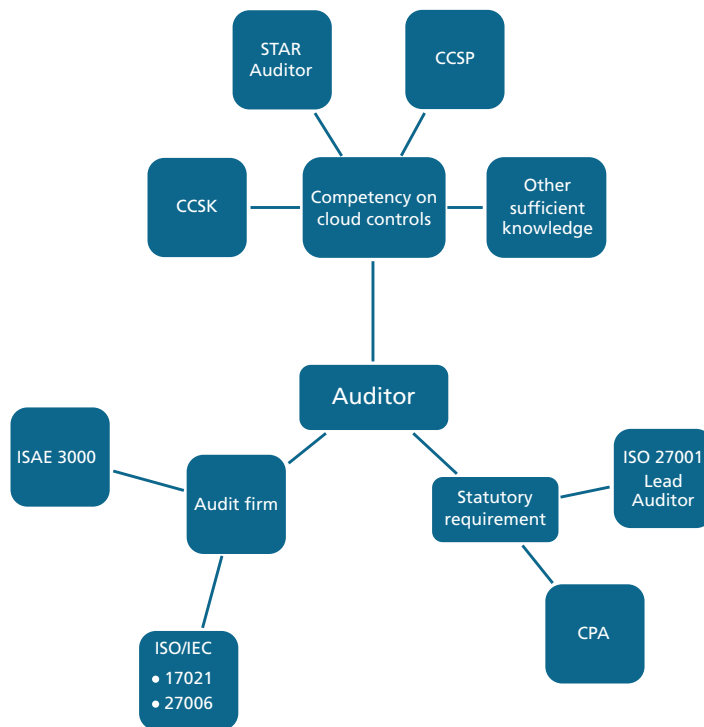 STAR
Auditor
CCSP
CCSK
Competency on
cloud controls
Other
sufficient
knowledge
Auditor
ISAE 3000
Audit firm
Statutory
requirement
ISO 27001
Lead
Auditor
ISO/IEC
• 17021
• 27006
CPA